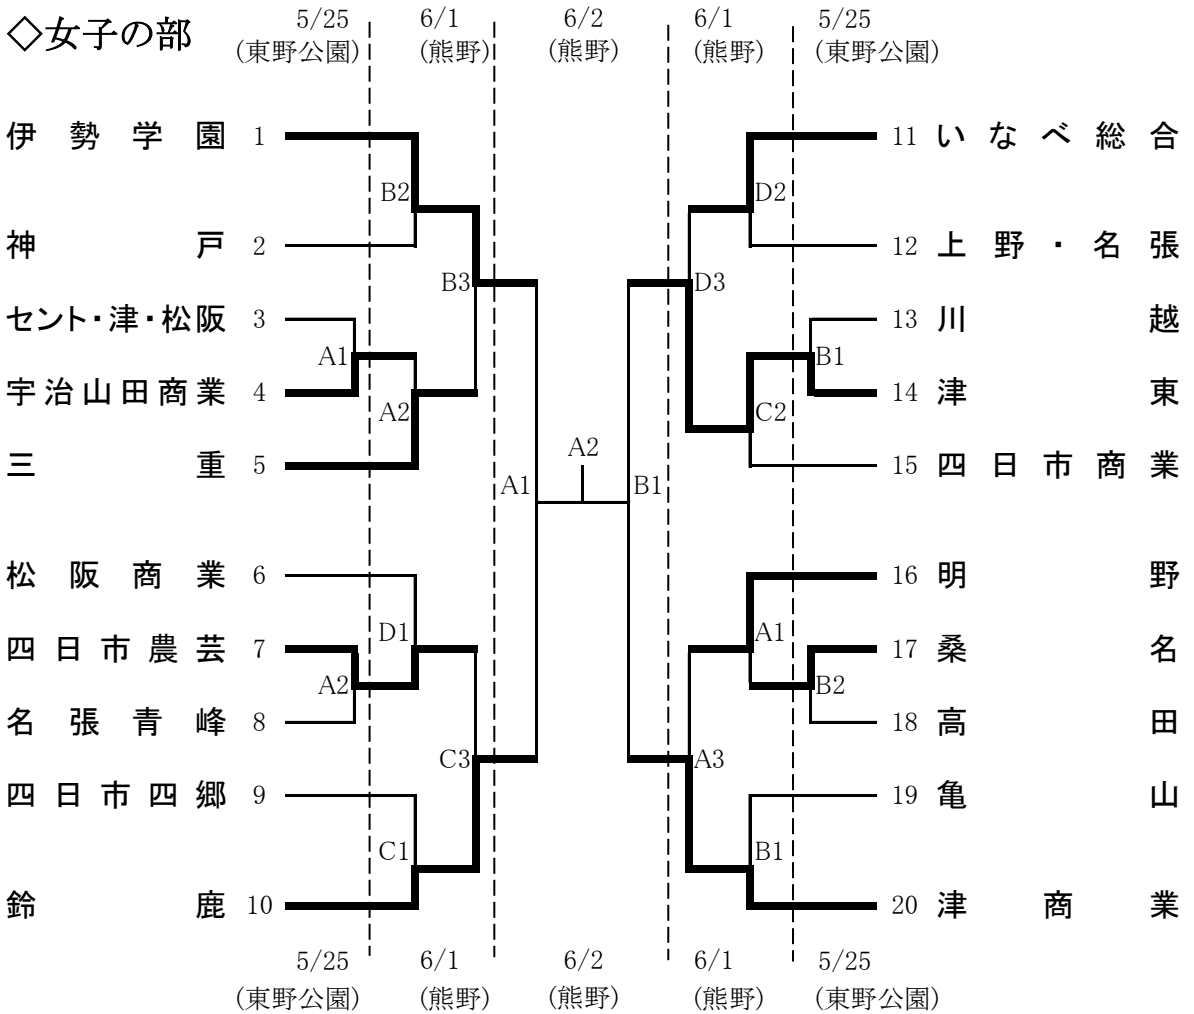 ◇女子の部
5/25 6/1 6/2 6/1 5/25
(東野公園) (熊野) (熊野) (熊野) (東野公園)
伊勢学園 1 11 いなべ総合
B2 D2
神戸 2 12 上野・名張
B3 D3
セント・津・松阪 3 13 川越
A1 B1
宇治山田商業 4 14 津東
A2 C2
A2
三重 5 15 四日市商業
A1 B1
松阪商業 6 16 明野
D1 A1
四日市農芸 7 17 桑名
A2 B2
名張青峰 8 18 高田
C3 A3
四日市四郷 9 19 亀山
C1 B1
鈴鹿 10 20 津商業
5/25 6/1 6/2 6/1 5/25
(東野公園) (熊野) (熊野) (熊野) (東野公園)